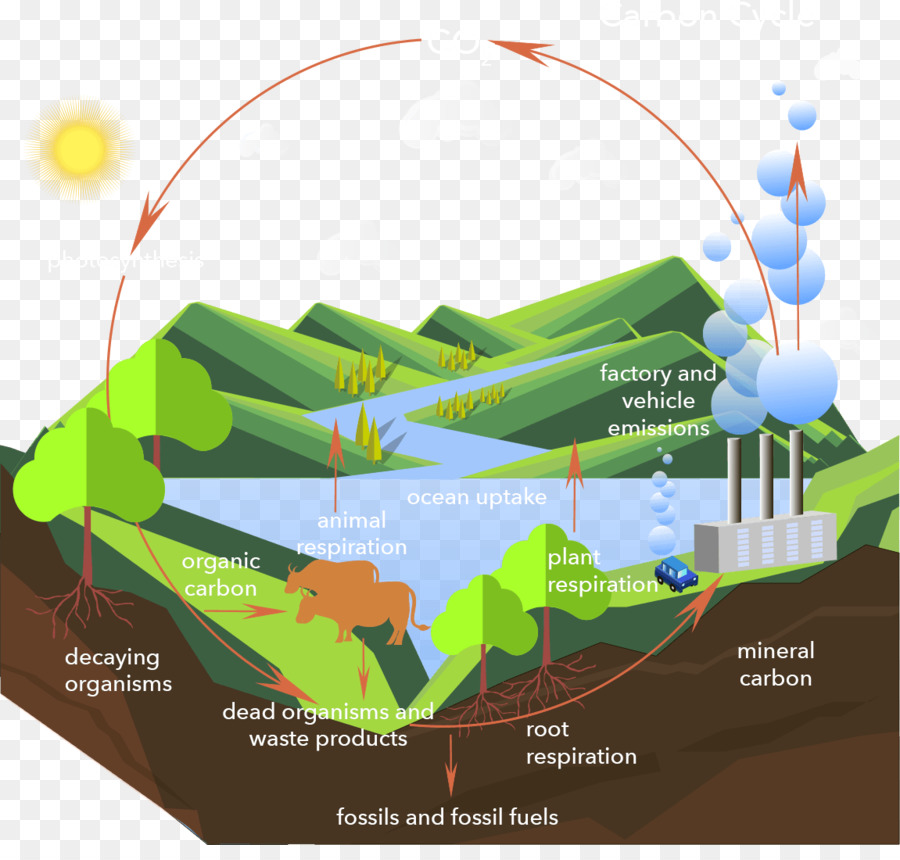 Carbon Cycle
CO₂
photosynthesis
factory and
vehicle
emissions
ocean uptake
animal
respiration
organic
carbon
plant
respiration
decaying
organisms
mineral
carbon
dead organisms and
waste products
root
respiration
fossils and fossil fuels